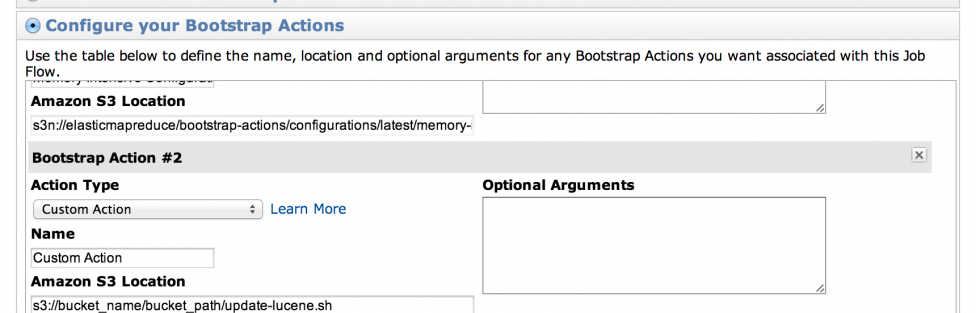 Configure your Bootstrap Actions
Use the table below to define the name, location and optional arguments for any Bootstrap Actions you want associated with this Job
Flow.
Amazon S3 Location
s3n://elasticmapreduce/bootstrap-actions/configurations/latest/memory-
Bootstrap Action #2
Action Type
Optional Arguments
Custom Action
Learn More
Name
Custom Action
Amazon S3 Location
s3://bucket_name/bucket_path/update-lucene.sh